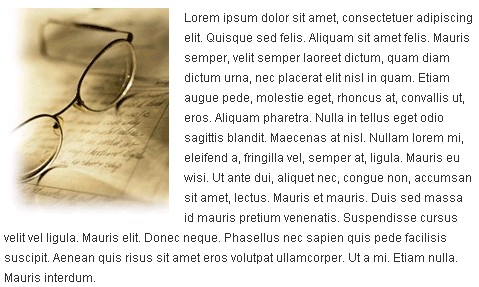 Lorem ipsum dolor sit amet, consectetuer adipiscing
elit. Quisque sed felis. Aliquam sit amet felis. Mauris
semper, velit semper laoreet dictum, quam diam
dictum urna, nec placerat elit nisl in quam. Etiam
augue pede, molestie eget, rhoncus at, convallis ut,
eros. Aliquam pharetra. Nulla in tellus eget odio
sagittis blandit. Maecenas at nisl. Nullam lorem mi,
eleifend a, fringilla vel, semper at, ligula. Mauris eu
wisi. Ut ante dui, aliquet nec, congue non, accumsan
sit amet, lectus. Mauris et mauris. Duis sed massa
id mauris pretium venenatis. Suspendisse cursus
velit vel ligula. Mauris elit. Donec neque. Phasellus nec sapien quis pede facilisis
suscipit. Aenean quis risus sit amet eros volutpat ullamcorper. Ut a mi. Etiam nulla.
Mauris interdum.